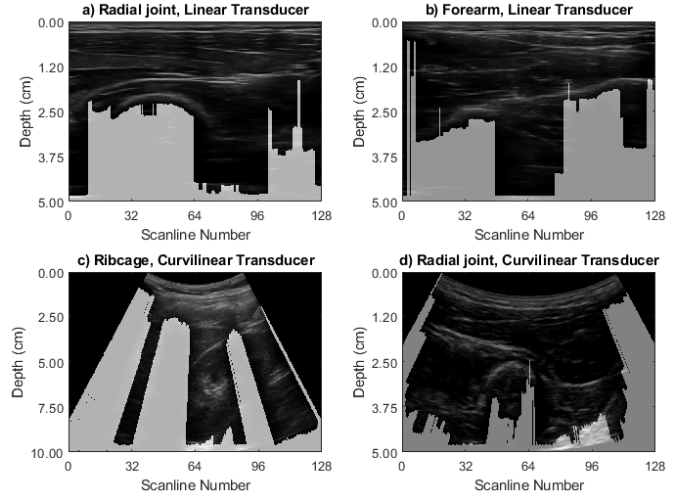 a) Radial joint, Linear Transducer
0.00
1.20
2.50
3.75
5.00
Depth (cm)
0 32 64 96 128
Scanline Number
b) Forearm, Linear Transducer
0.00
1.20
2.50
3.75
5.00
Depth (cm)
0 32 64 96 128
Scanline Number
c) Ribcage, Curvilinear Transducer
0.00
2.50
5.00
7.50
10.00
Depth (cm)
0 32 64 96 128
Scanline Number
d) Radial joint, Curvilinear Transducer
0.00
1.20
2.50
3.75
5.00
Depth (cm)
0 32 64 96 128
Scanline Number